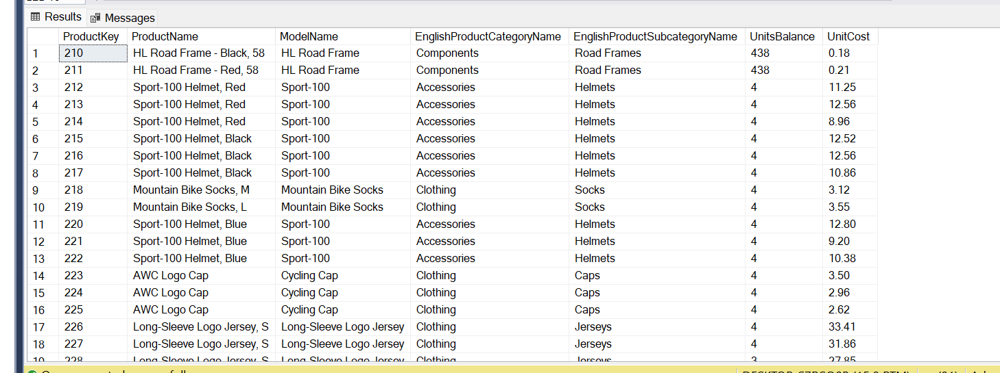 Results Messages
ProductKey ProductName ModelName EnglishProductCategoryName EnglishProductSubcategoryName UnitsBalance UnitCost
1 210 HL Road Frame - Black, 58 HL Road Frame Components Road Frames 438 0.18
2 211 HL Road Frame - Red, 58 HL Road Frame Components Road Frames 438 0.21
3 212 Sport-100 Helmet, Red Sport-100 Accessories Helmets 4 11.25
4 213 Sport-100 Helmet, Red Sport-100 Accessories Helmets 4 12.56
5 214 Sport-100 Helmet, Red Sport-100 Accessories Helmets 4 8.96
6 215 Sport-100 Helmet, Black Sport-100 Accessories Helmets 4 12.52
7 216 Sport-100 Helmet, Black Sport-100 Accessories Helmets 4 12.56
8 217 Sport-100 Helmet, Black Sport-100 Accessories Helmets 4 10.86
9 218 Mountain Bike Socks, M Mountain Bike Socks Clothing Socks 4 3.12
10 219 Mountain Bike Socks, L Mountain Bike Socks Clothing Socks 4 3.55
11 220 Sport-100 Helmet, Blue Sport-100 Accessories Helmets 4 12.80
12 221 Sport-100 Helmet, Blue Sport-100 Accessories Helmets 4 9.20
13 222 Sport-100 Helmet, Blue Sport-100 Accessories Helmets 4 10.38
14 223 AWC Logo Cap Cycling Cap Clothing Caps 4 3.50
15 224 AWC Logo Cap Cycling Cap Clothing Caps 4 2.96
16 225 AWC Logo Cap Cycling Cap Clothing Caps 4 2.62
17 226 Long-Sleeve Logo Jersey, S Long-Sleeve Logo Jersey Clothing Jerseys 4 33.41
18 227 Long-Sleeve Logo Jersey, S Long-Sleeve Logo Jersey Clothing Jerseys 4 31.86
19 228 Long-Sleeve Logo Jersey, S Long-Sleeve Logo Jersey Clothing Jerseys 3 27.85